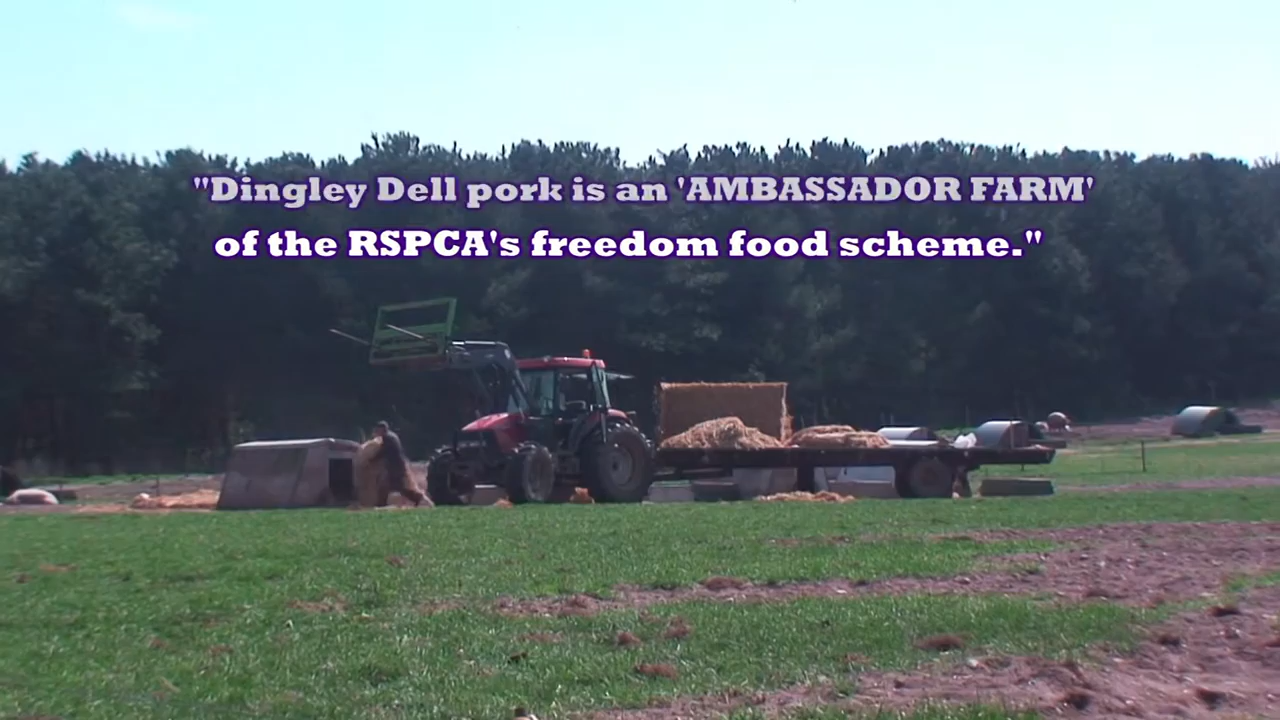 "Dingley Dell pork is an 'AMBASSADOR FARM'
of the RSPCA's freedom food scheme."